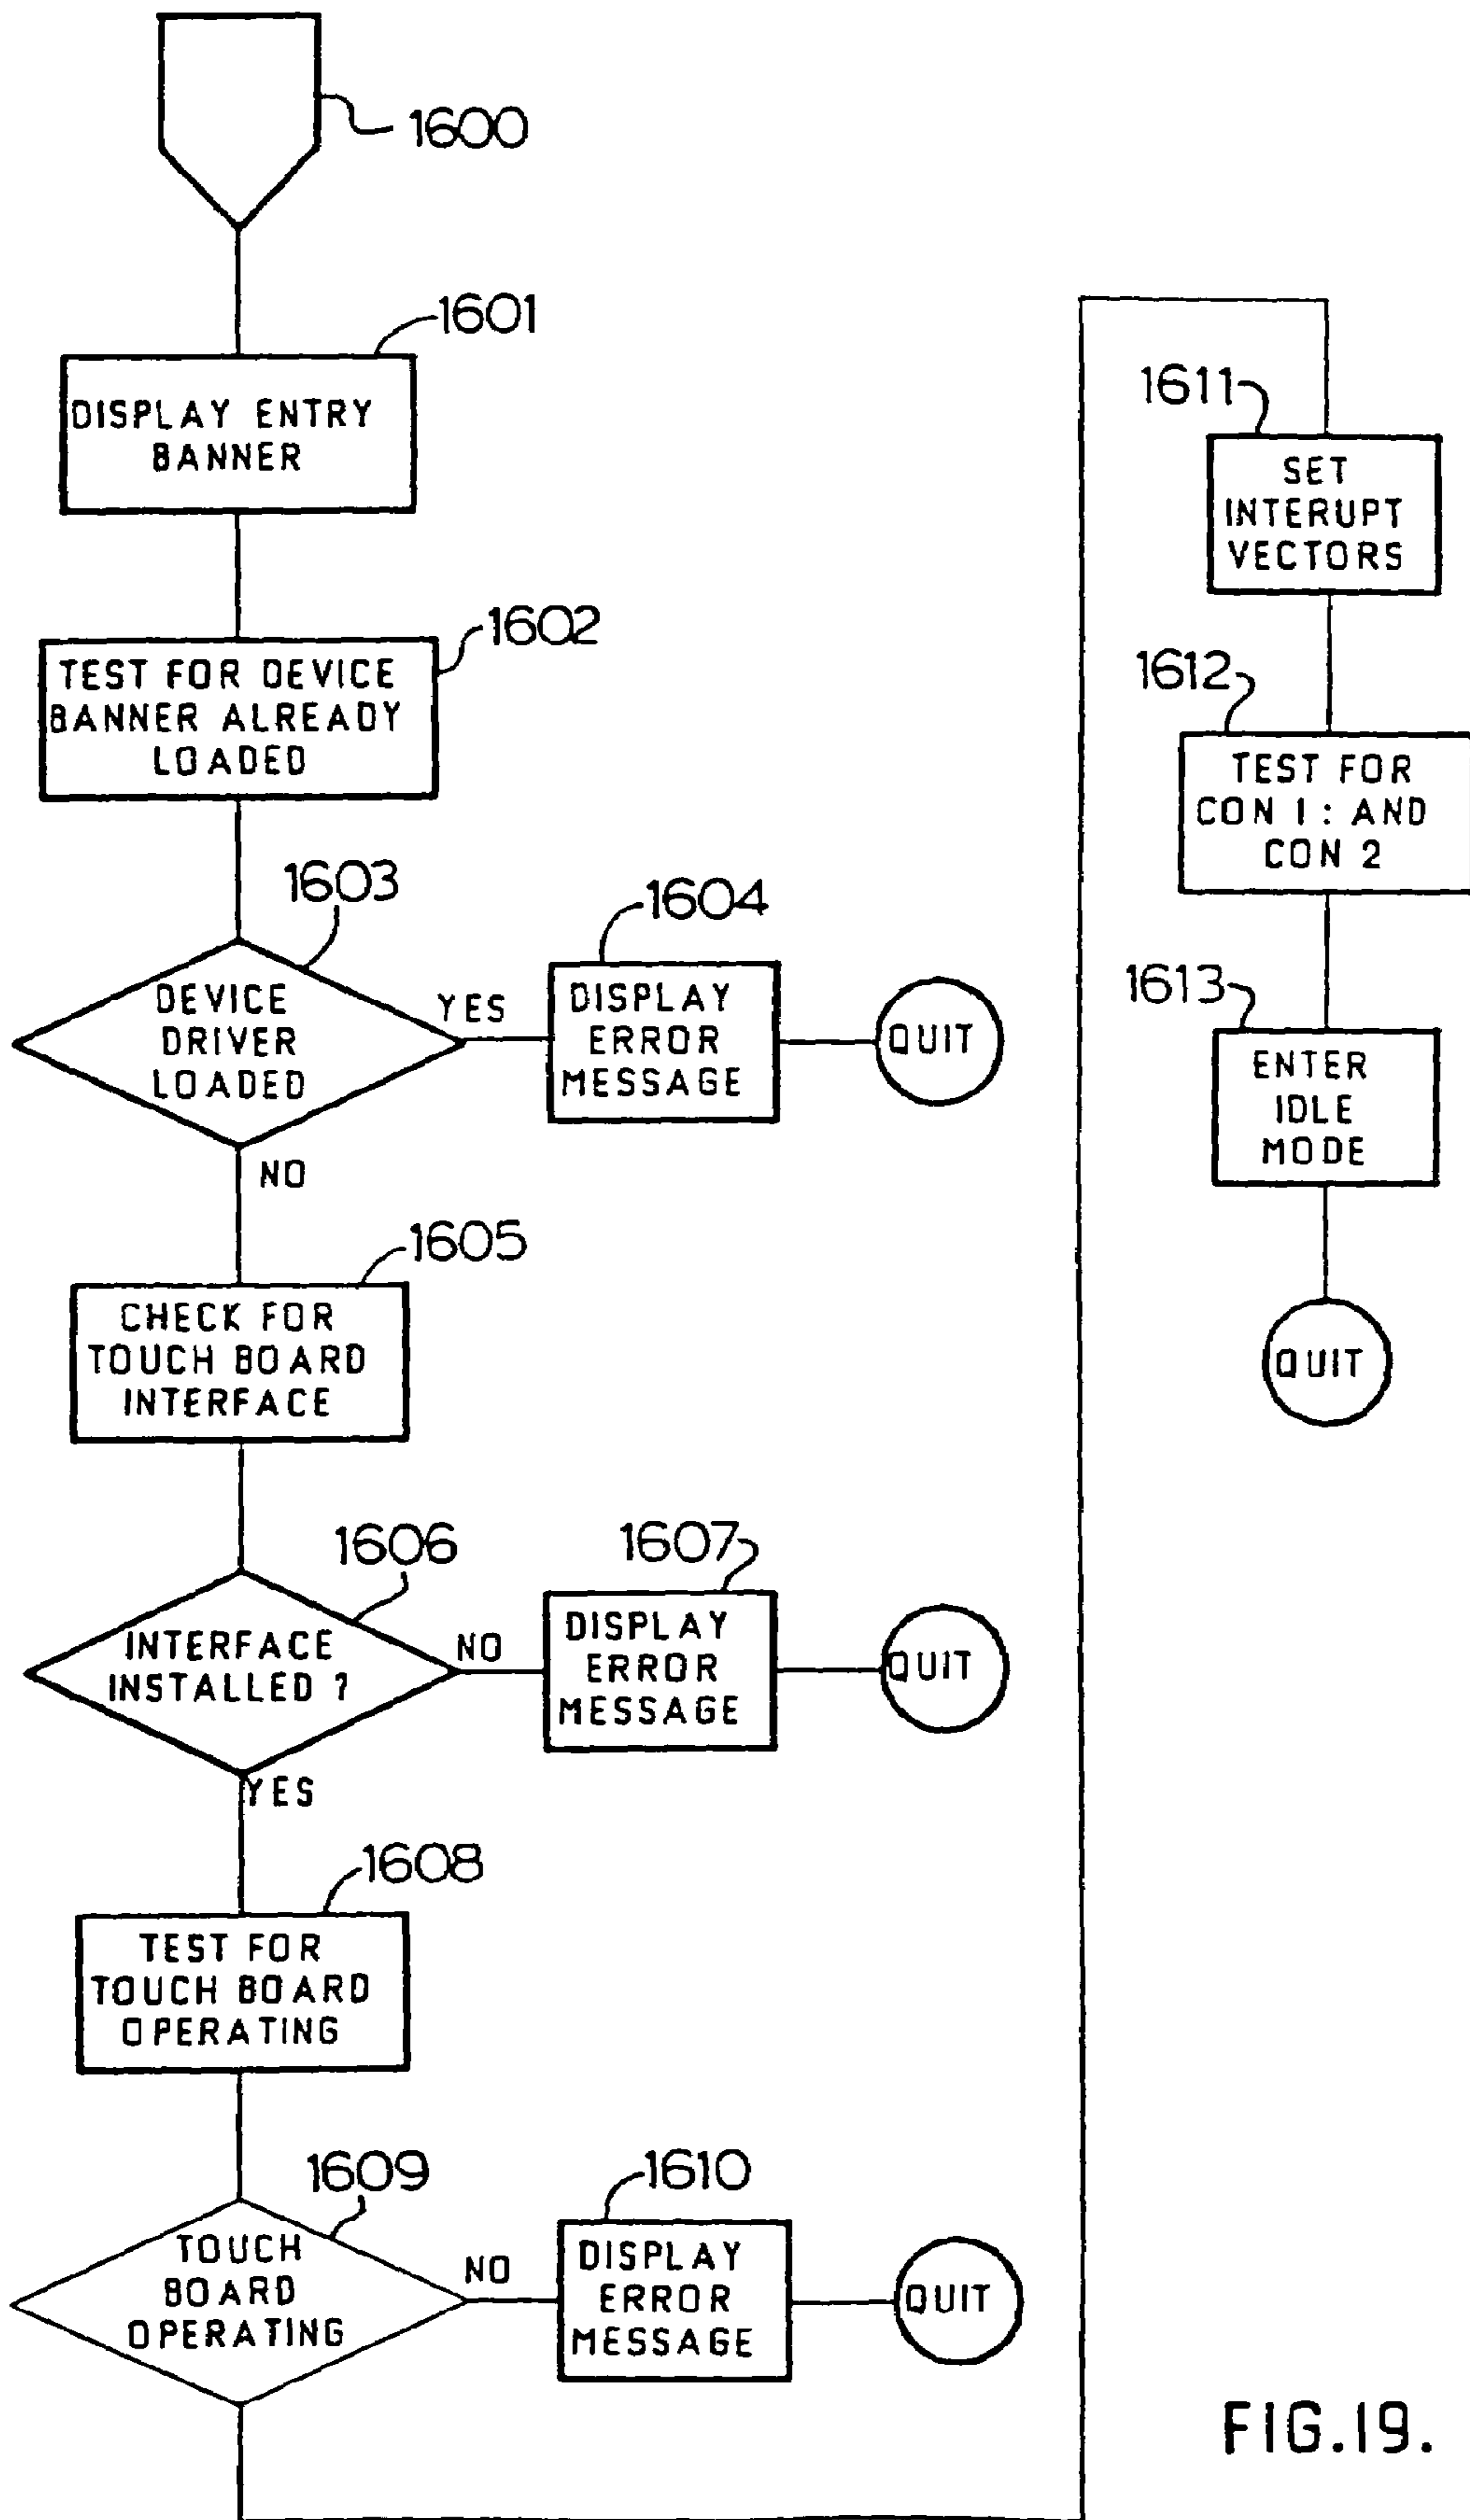 1600
1601
DISPLAY ENTRY
BANNER
1602
TEST FOR DEVICE
BANNER ALREADY
LOADED
1603
DEVICE
DRIVER
LOADED
YES
1604
DISPLAY
ERROR
MESSAGE
QUIT
NO
1605
CHECK FOR
TOUCH BOARD
INTERFACE
1606
INTERFACE
INSTALLED ?
NO
1607
DISPLAY
ERROR
MESSAGE
QUIT
YES
1608
TEST FOR
TOUCH BOARD
OPERATING
1609
TOUCH
BOARD
OPERATING
NO
1610
DISPLAY
ERROR
MESSAGE
QUIT
1611
SET
INTERUPT
VECTORS
1612
TEST FOR
CON 1 : AND
CON 2
1613
ENTER
IDLE
MODE
QUIT
FIG.19.